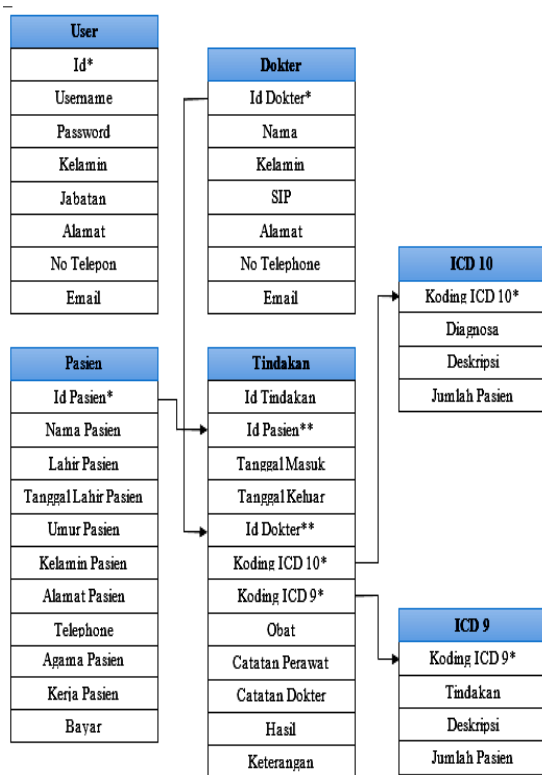 User
Id*
Username
Password
Kelamin
Jabatan
Alamat
No Telepon
Email
Dokter
Id Dokter*
Nama
Kelamin
SIP
Alamat
No Telephone
Email
ICD 10
Koding ICD 10*
Diagnosa
Deskripsi
Jumlah Pasien
Pasien
Id Pasien*
Nama Pasien
Lahir Pasien
Tanggal Lahir Pasien
Umur Pasien
Kelamin Pasien
Alamat Pasien
Telephone
Agama Pasien
Kerja Pasien
Bayar
Tindakan
Id Tindakan
Id Pasien**
Tanggal Masuk
Tanggal Keluar
Id Dokter**
Koding ICD 10*
Koding ICD 9*
Obat
Catatan Perawat
Catatan Dokter
Hasil
Keterangan
ICD 9
Koding ICD 9*
Tindakan
Deskripsi
Jumlah Pasien